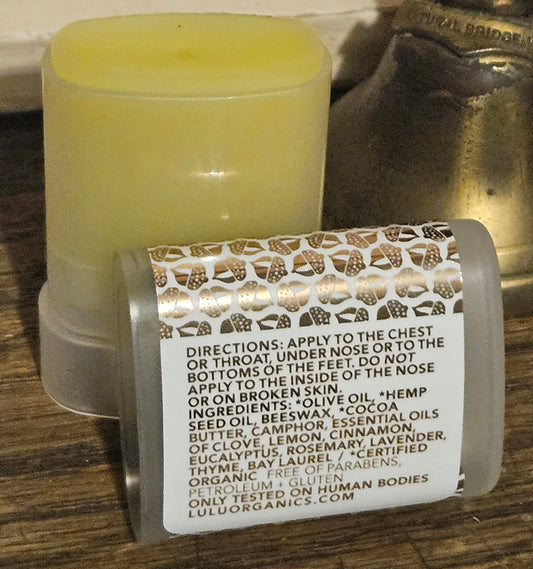 TURAL BRIDGE
DIRECTIONS: APPLY TO THE CHEST
OR THROAT, UNDER NOSE OR TO THE
BOTTOMS OF THE FEET. DO NOT
APPLY TO THE INSIDE OF THE NOSE
OR ON BROKEN SKIN.
INGREDIENTS: *OLIVE OIL, *HEMP
SEED OIL, BEESWAX, *COCOA
BUTTER, CAMPHOR, ESSENTIAL OILS
OF CLOVE, LEMON, CINNAMON,
EUCALYPTUS, ROSEMARY, LAVENDER,
THYME, BAY LAUREL / *CERTIFIED
ORGANIC FREE OF PARABENS,
PETROLEUM + GLUTEN
ONLY TESTED ON HUMAN BODIES
LULUORGANICS.COM